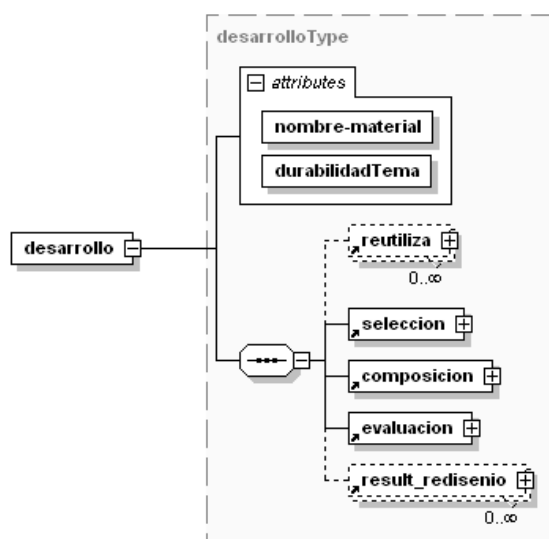 desarrolloType
attributes
nombre-material
durabilidadTema
desarrollo
reutiliza
0..∞
seleccion
composicion
evaluacion
result_redisenio
0..∞